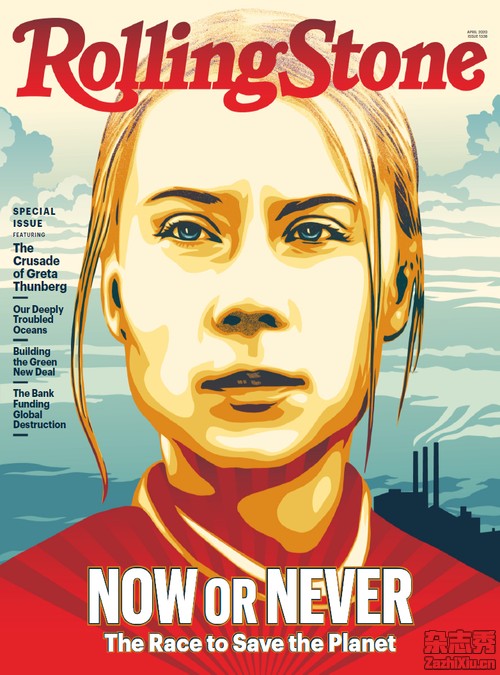 RollingStone
APRIL 2020
ISSUE 1338
SPECIAL
ISSUE
FEATURING
The
Crusade
of Greta
Thunberg
Our Deeply
Troubled
Oceans
Building
the Green
New Deal
The Bank
Funding
Global
Destruction
NOW OR NEVER
The Race to Save the Planet
杂志秀
ZazhiXiu.cn